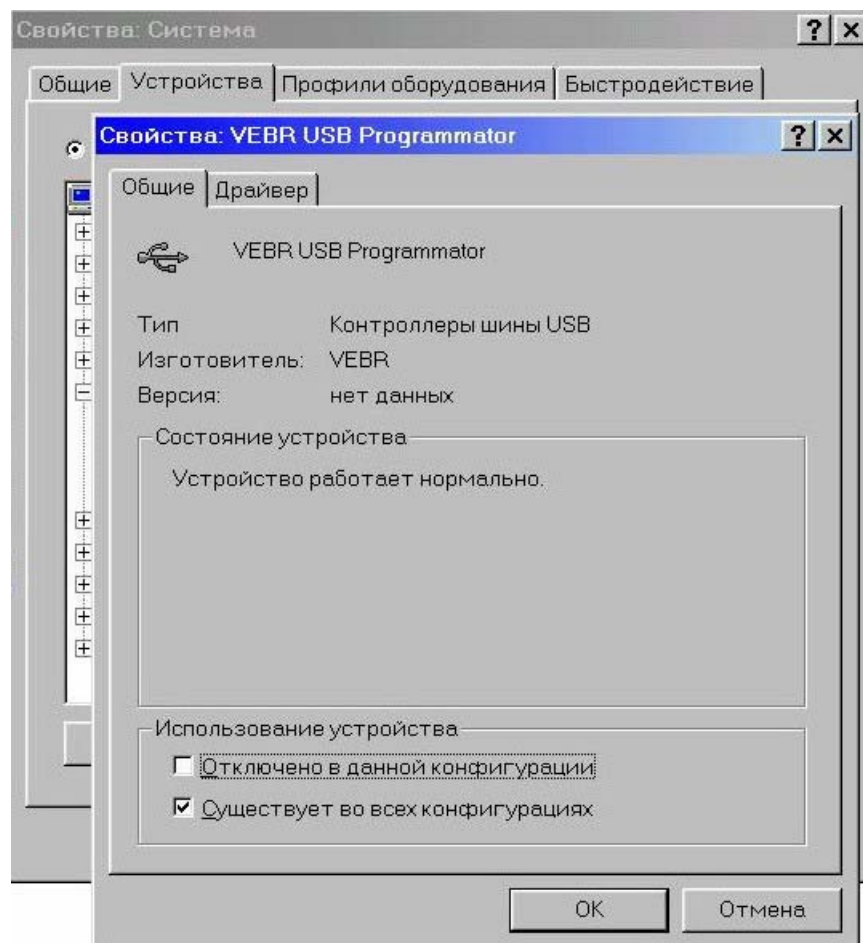 Свойства: Система
Общие Устройства Профили оборудования Быстродействие
Свойства: VEBR USB Programmator
Общие Драйвер
VEBR USB Programmator
Тип Контроллеры шины USB
Изготовитель: VEBR
Версия: нет данных
Состояние устройства
Устройство работает нормально.
Использование устройства
Отключено в данной конфигурации
Существует во всех конфигурациях
OK Отмена